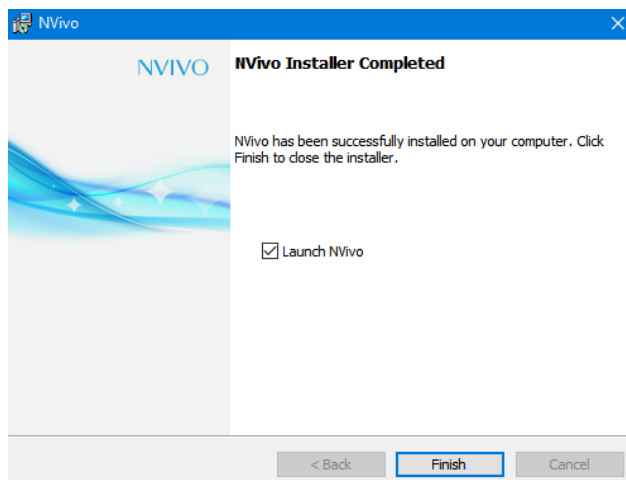 NVivo
NVIVO
NVivo Installer Completed
NVivo has been successfully installed on your computer. Click
Finish to close the installer.
Launch NVivo
< Back
Finish
Cancel